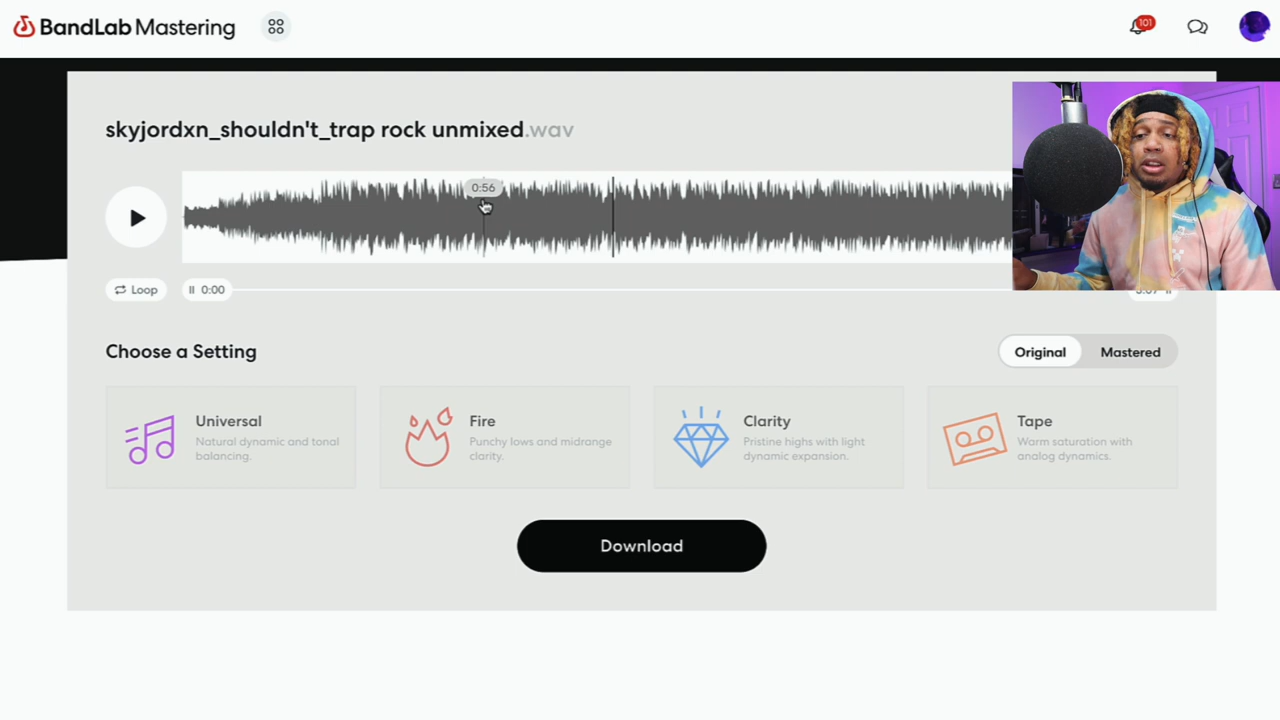 BandLab Mastering
101
skyjordxn_shouldn't_trap rock unmixed.wav
0:56
Loop
0:00
Choose a Setting
Original
Mastered
Universal
Natural dynamic and tonal
balancing.
Fire
Punchy lows and midrange
clarity.
Clarity
Pristine highs with light
dynamic expansion.
Tape
Warm saturation with
analog dynamics.
Download